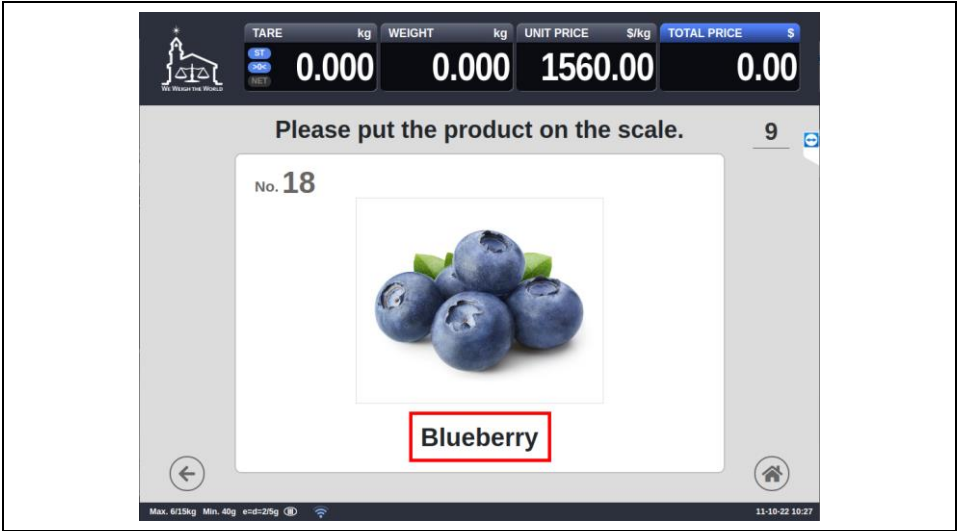 TARE kg WEIGHT kg UNIT PRICE $/kg TOTAL PRICE $
ST
>0<
NET
0.000 0.000 1560.00 0.00
WE WEIGH THE WORLD
Please put the product on the scale.
9
No. 18
Blueberry
Max. 6/15kg Min. 40g e=d=2/5g III 11-10-22 10:27